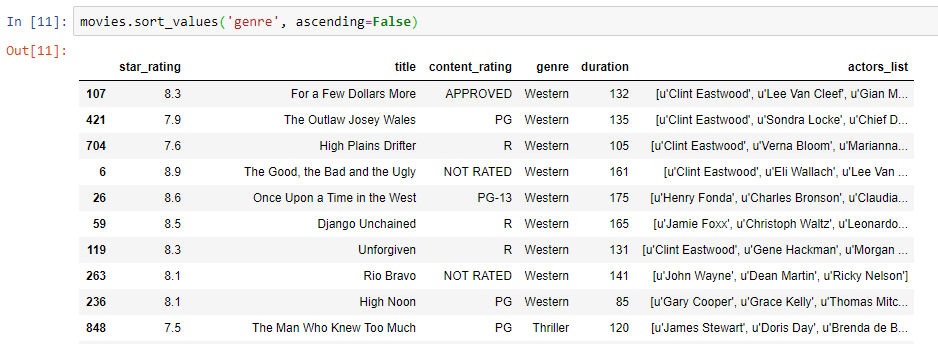 In [11]: movies.sort_values('genre', ascending=False)
Out[11]:
star_rating title content_rating genre duration actors_list
107 8.3 For a Few Dollars More APPROVED Western 132 [u'Clint Eastwood', u'Lee Van Cleef', u'Gian M...
421 7.9 The Outlaw Josey Wales PG Western 135 [u'Clint Eastwood', u'Sondra Locke', u'Chief D...
704 7.6 High Plains Drifter R Western 105 [u'Clint Eastwood', u'Verna Bloom', u'Marianna...
6 8.9 The Good, the Bad and the Ugly NOT RATED Western 161 [u'Clint Eastwood', u'Eli Wallach', u'Lee Van ...
26 8.6 Once Upon a Time in the West PG-13 Western 175 [u'Henry Fonda', u'Charles Bronson', u'Claudia...
59 8.5 Django Unchained R Western 165 [u'Jamie Foxx', u'Christoph Waltz', u'Leonardo...
119 8.3 Unforgiven R Western 131 [u'Clint Eastwood', u'Gene Hackman', u'Morgan ...
263 8.1 Rio Bravo NOT RATED Western 141 [u'John Wayne', u'Dean Martin', u'Ricky Nelson']
236 8.1 High Noon PG Western 85 [u'Gary Cooper', u'Grace Kelly', u'Thomas Mitc...
848 7.5 The Man Who Knew Too Much PG Thriller 120 [u'James Stewart', u'Doris Day', u'Brenda de B...